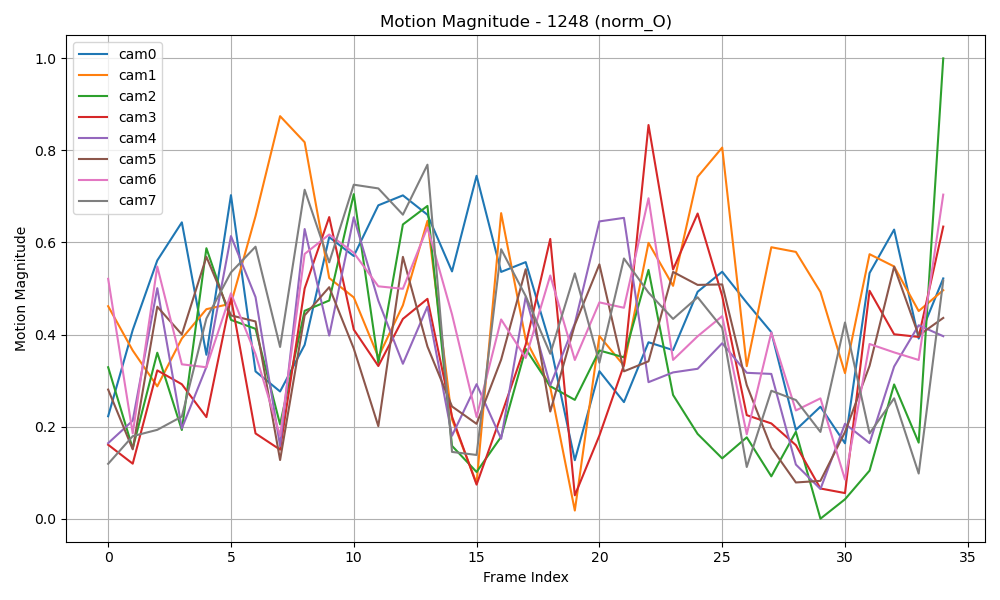 Motion Magnitude - 1248 (norm_O)
Motion Magnitude
1.0
0.8
0.6
0.4
0.2
0.0
cam0
cam1
cam2
cam3
cam4
cam5
cam6
cam7
0 5 10 15 20 25 30 35
Frame Index